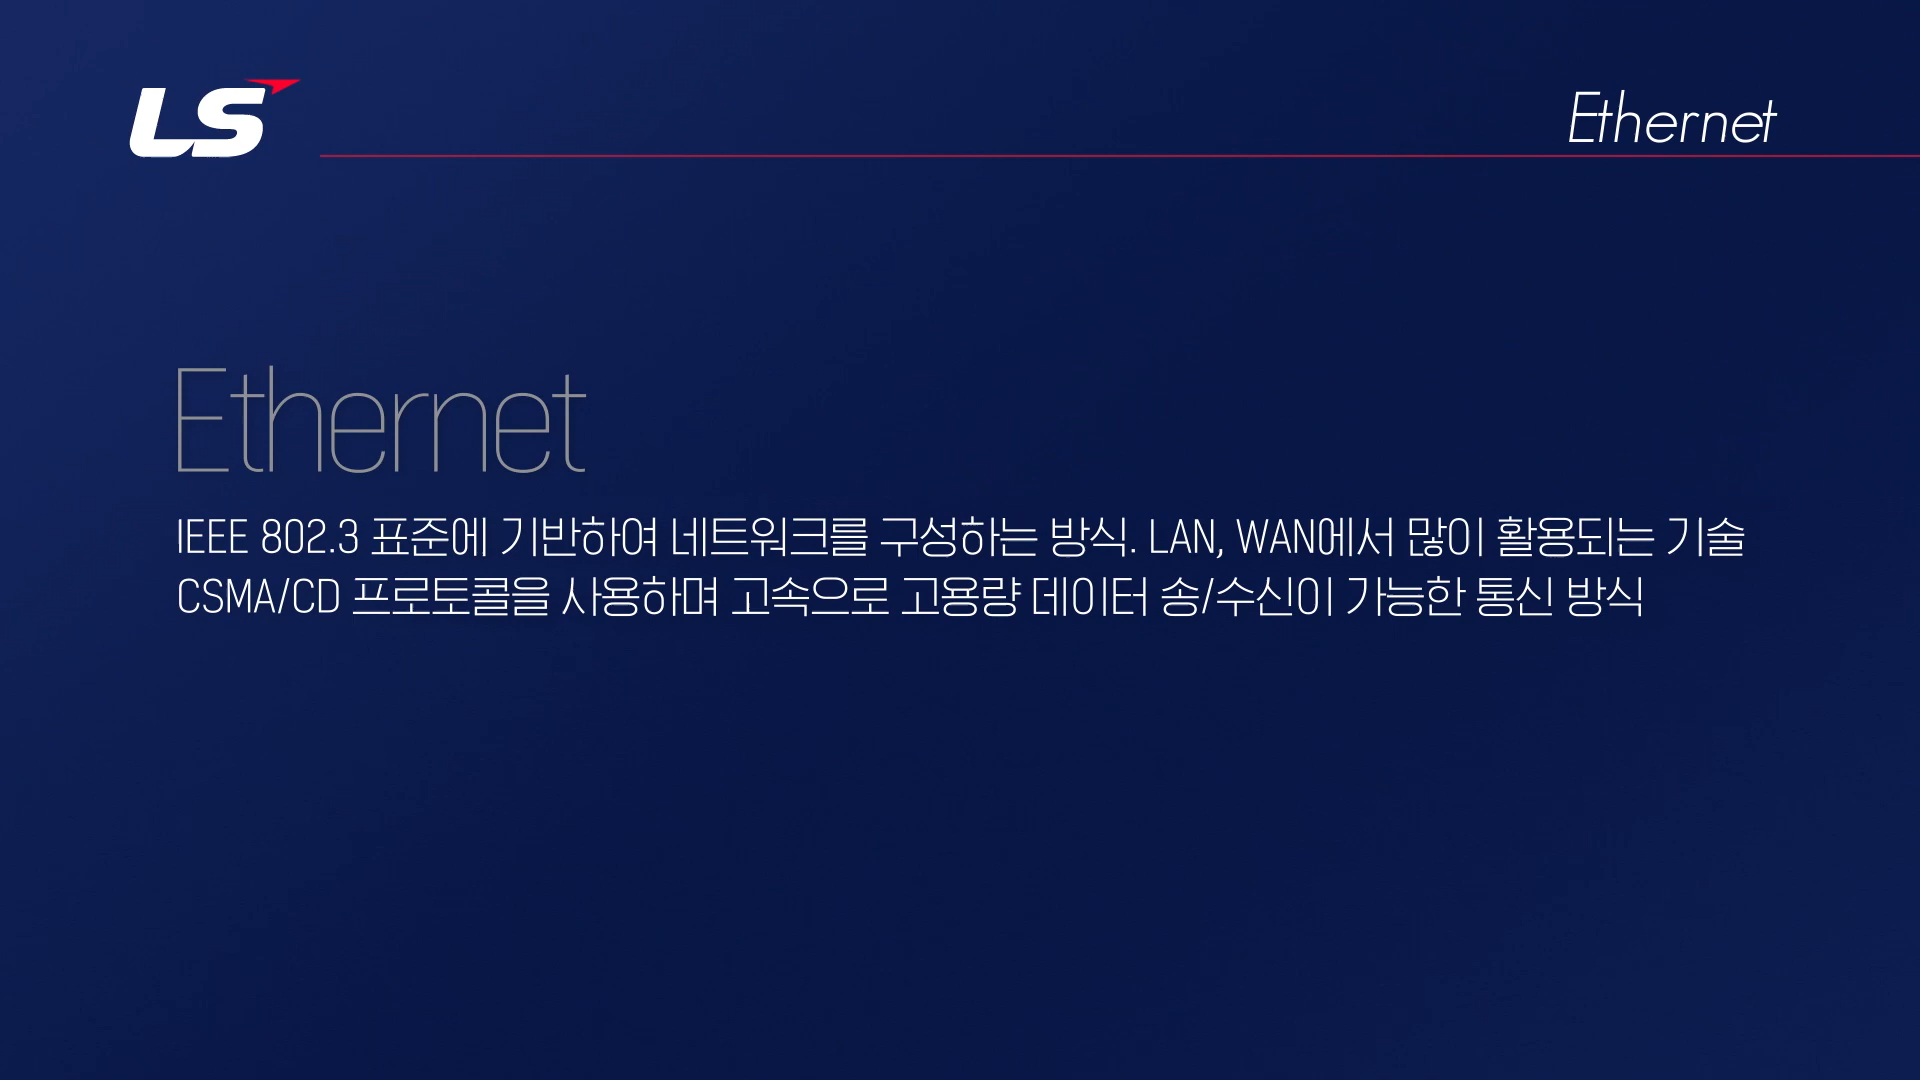 LS
Ethernet
Ethernet
IEEE 802.3 표준에 기반하여 네트워크를 구성하는 방식. LAN, WAN에서 많이 활용되는 기술
CSMA/CD 프로토콜을 사용하며 고속으로 고용량 데이터 송/수신이 가능한 통신 방식